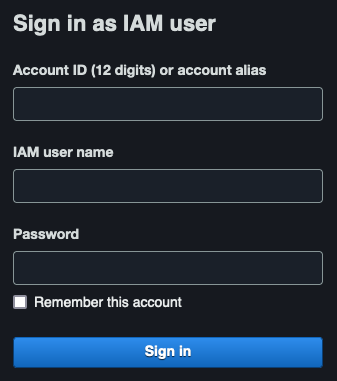 Sign in as IAM user
Account ID (12 digits) or account alias
IAM user name
Password
Remember this account
Sign in